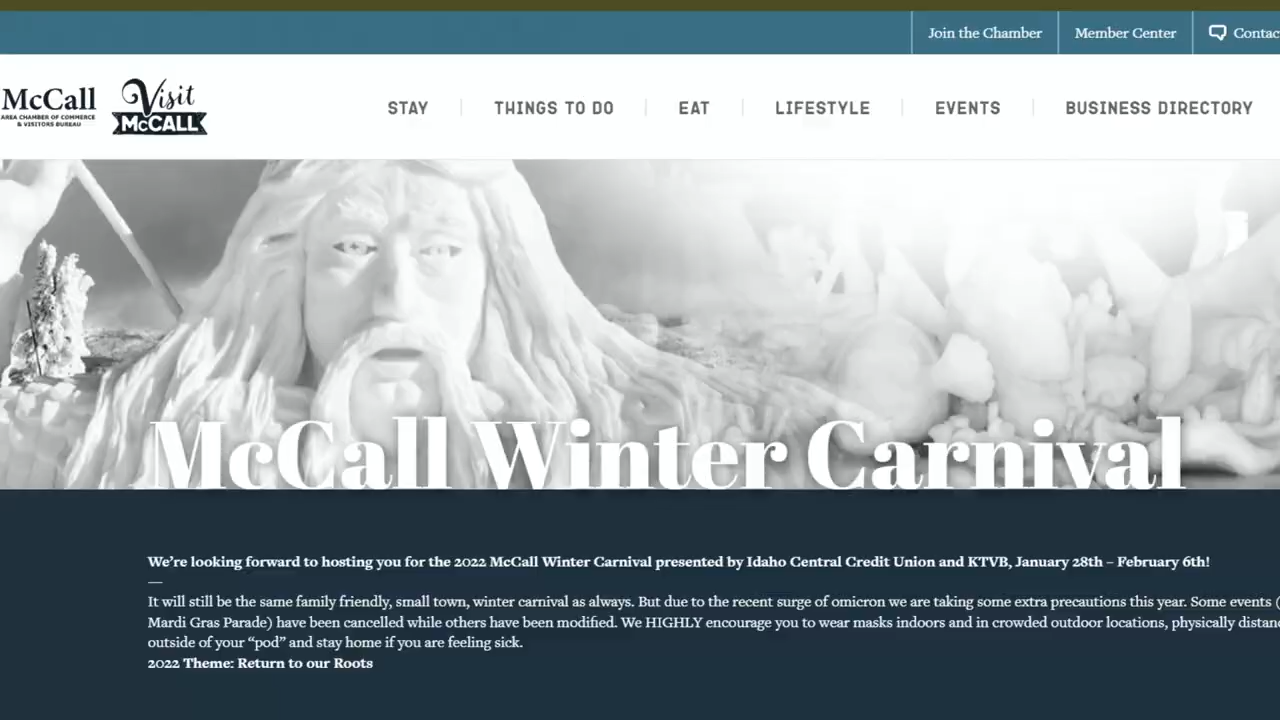 Join the Chamber
Member Center
Contac
McCall
AREA CHAMBER OF COMMERCE
& VISITORS BUREAU
Visit
McCALL
STAY
THINGS TO DO
EAT
LIFESTYLE
EVENTS
BUSINESS DIRECTORY
McCall Winter Carnival
We're looking forward to hosting you for the 2022 McCall Winter Carnival presented by Idaho Central Credit Union and KTVB, January 28th – February 6th!
—
It will still be the same family friendly, small town, winter carnival as always. But due to the recent surge of omicron we are taking some extra precautions this year. Some events (
Mardi Gras Parade) have been cancelled while others have been modified. We HIGHLY encourage you to wear masks indoors and in crowded outdoor locations, physically distanc
outside of your “pod” and stay home if you are feeling sick.
2022 Theme: Return to our Roots